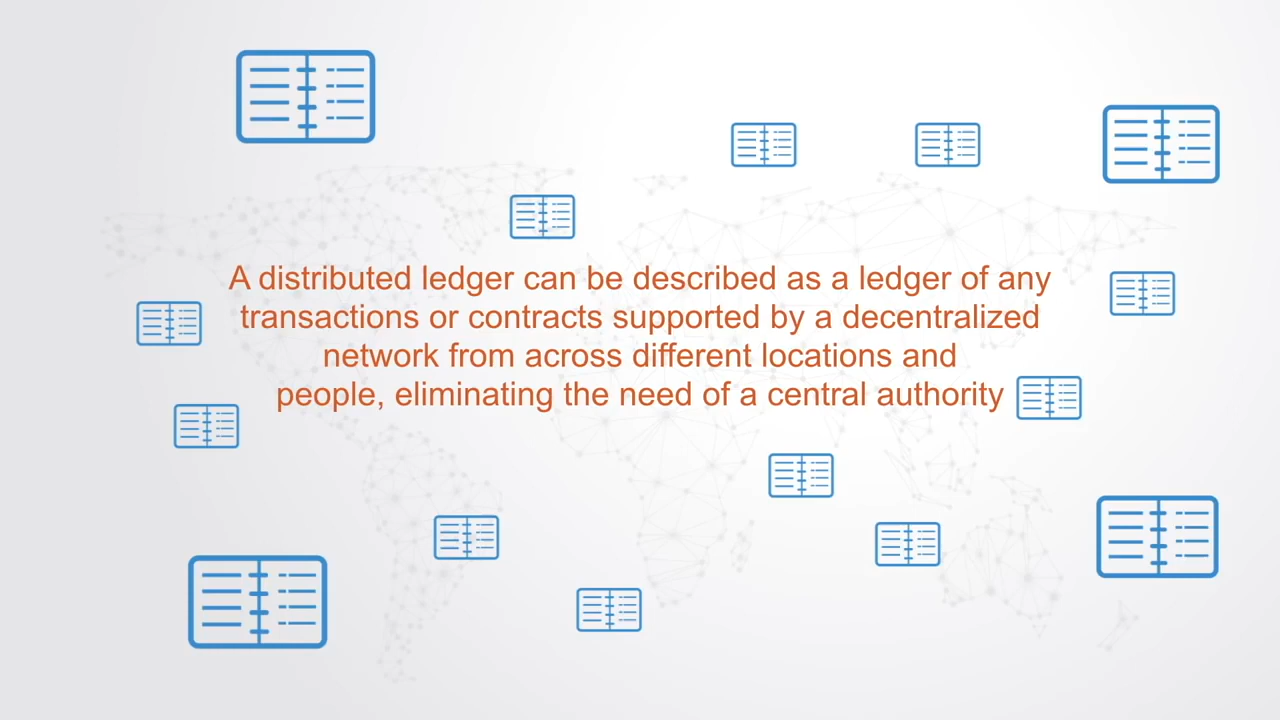 A distributed ledger can be described as a ledger of any
transactions or contracts supported by a decentralized
network from across different locations and
people, eliminating the need of a central authority